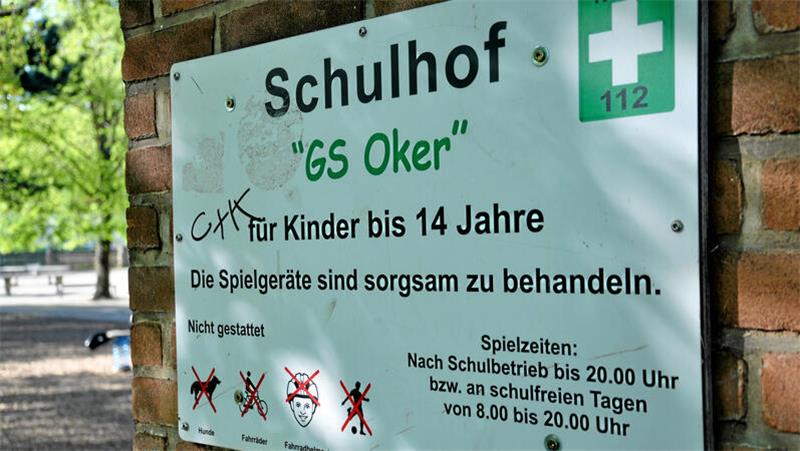 Schulhof
112
"GS Oker"
CHK
für Kinder bis 14 Jahre
Die Spielgeräte sind sorgsam zu behandeln.
Nicht gestattet
Spielzeiten:
Nach Schulbetrieb bis 20.00 Uhr
bzw. an schulfreien Tagen
von 8.00 bis 20.00 Uhr
Hunde
Fahrräder